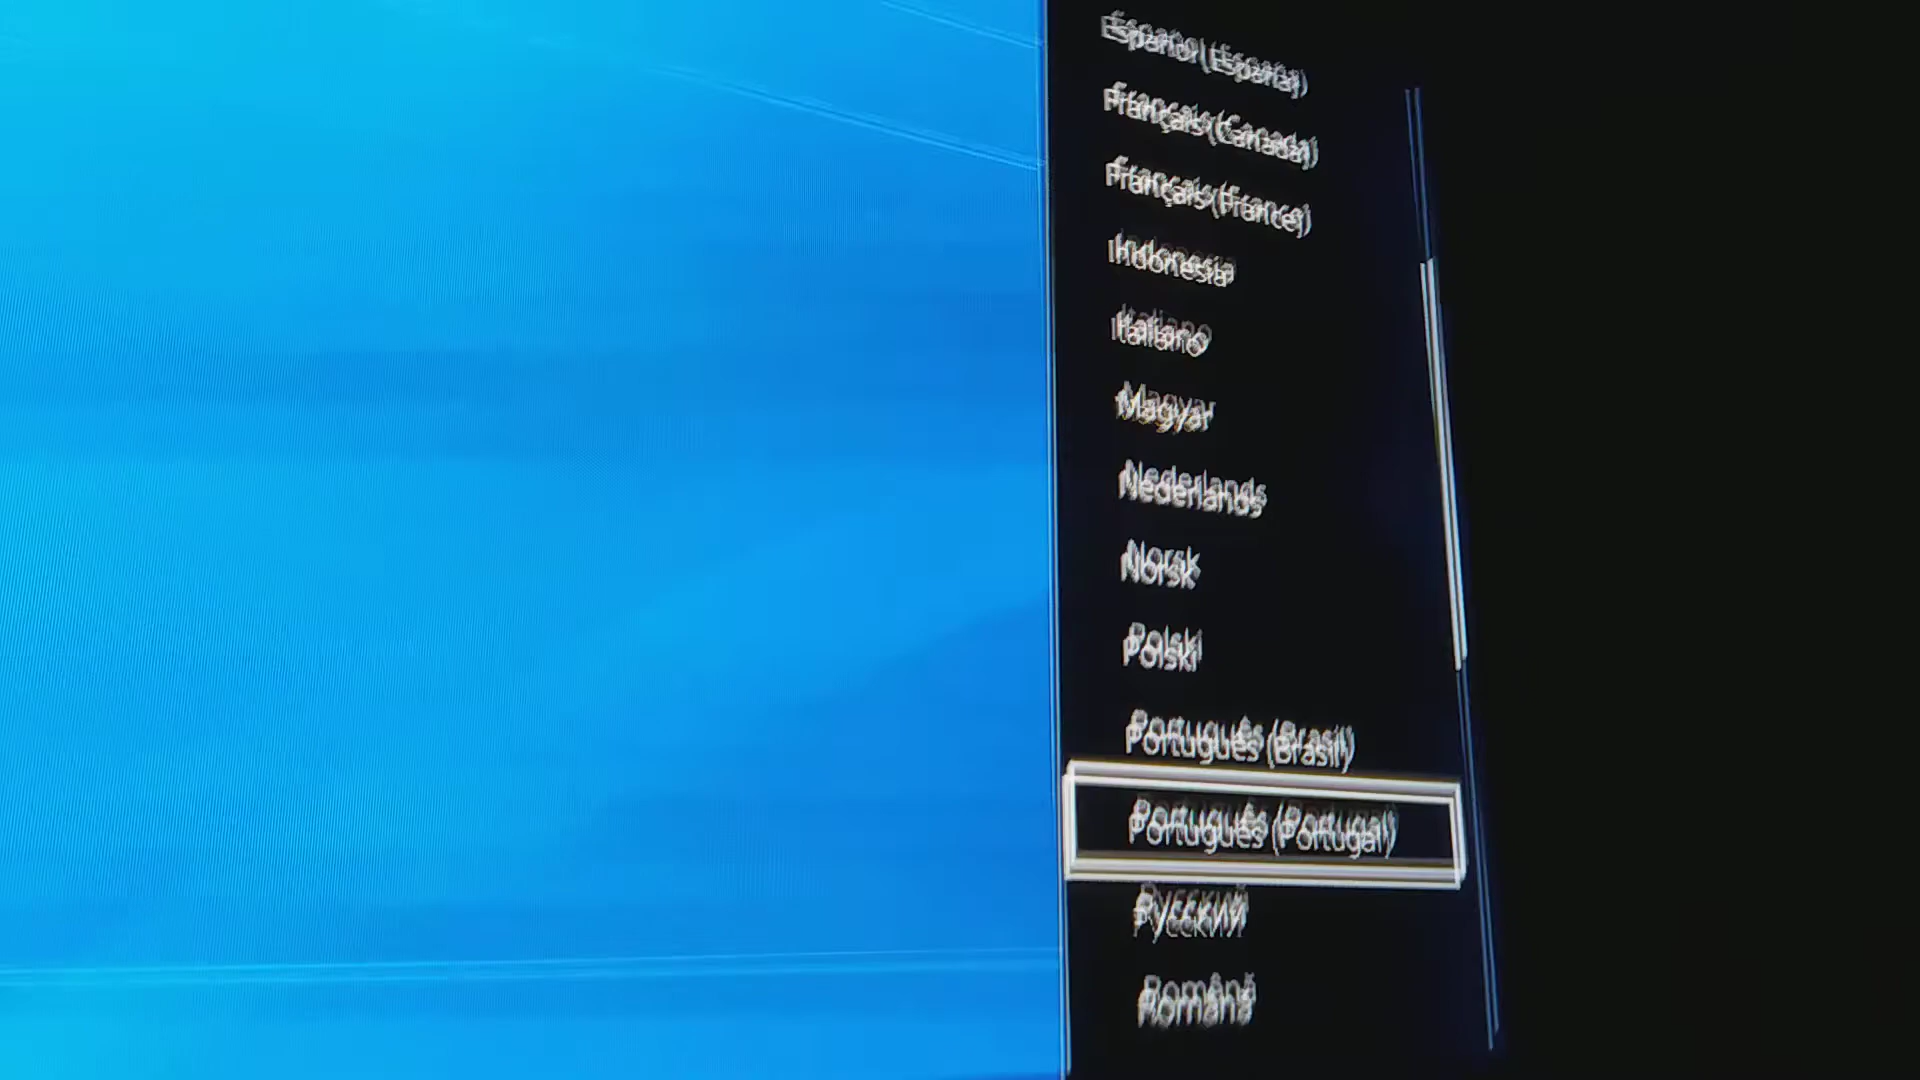 Español (España)
Français (Canada)
Français (France)
Indonesia
Italiano
Magyar
Nederlands
Norsk
Polski
Português (Brasil)
Português (Portugal)
Русский
Română